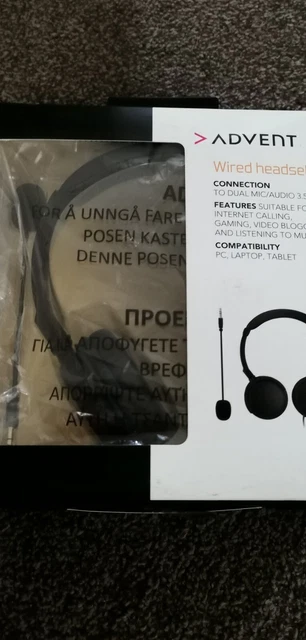 > ADVENT
Wired headse
CONNECTION
TO DUAL MIC/AUDIO 3.5
FEATURES SUITABLE FO
INTERNET CALLING,
GAMING, VIDEO BLOGG
AND LISTENING TO MU
COMPATIBILITY
PC, LAPTOP, TABLET
AD
FOR Å UNNGÅ FARE
POSEN KASTE
DENNE POSEN
ΠΡΟΕ
ΓΙΑ ΝΑ ΑΠΟΦΥΓΕΤΕ Τ
ΒΡΕΦ
ΑΠΟΡΡΙΨΤΕ ΑΥΤΗ
ΑΥΤΗ Η ΤΣΑΝΤ